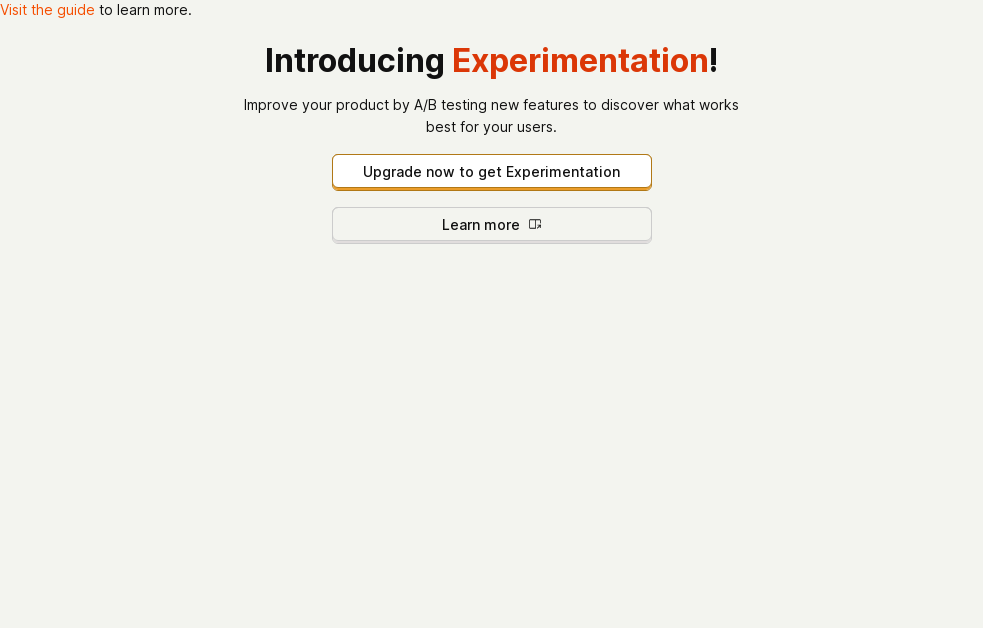 Visit the guide to learn more.
Introducing Experimentation!
Improve your product by A/B testing new features to discover what works
best for your users.
Upgrade now to get Experimentation
Learn more